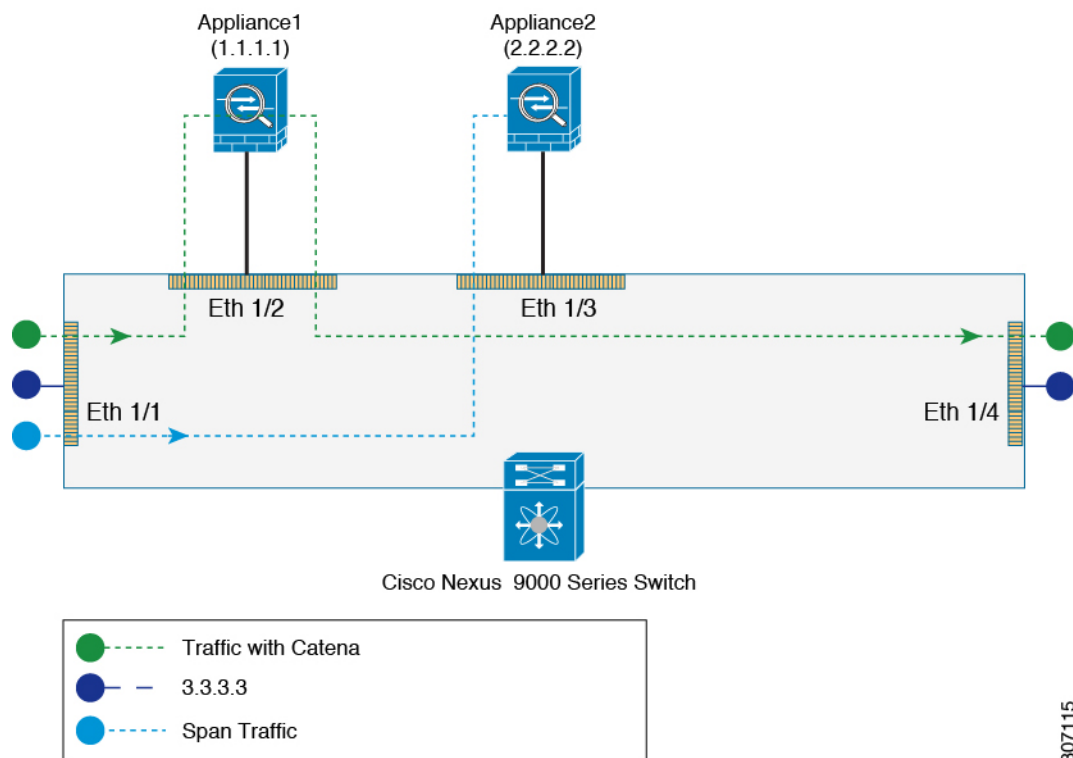 Appliance1
(1.1.1.1)
Appliance2
(2.2.2.2)
Eth 1/2
Eth 1/3
Eth 1/1
Eth 1/4
Cisco Nexus 9000 Series Switch
Traffic with Catena
3.3.3.3
Span Traffic
307115